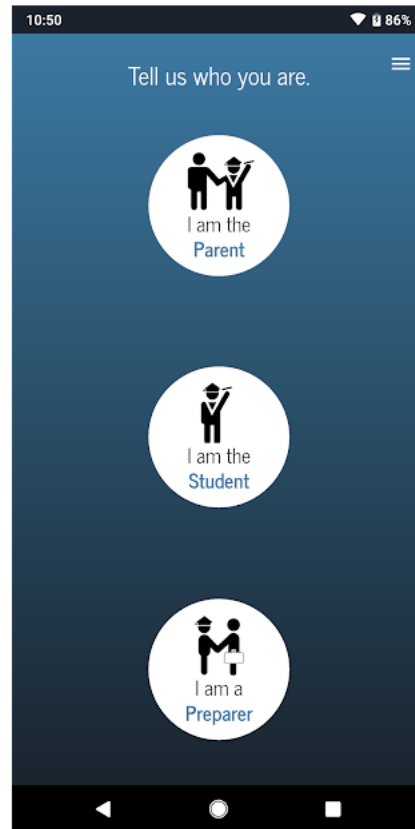 10:50
86%
Tell us who you are.
I am the
Parent
I am the
Student
I am a
Preparer